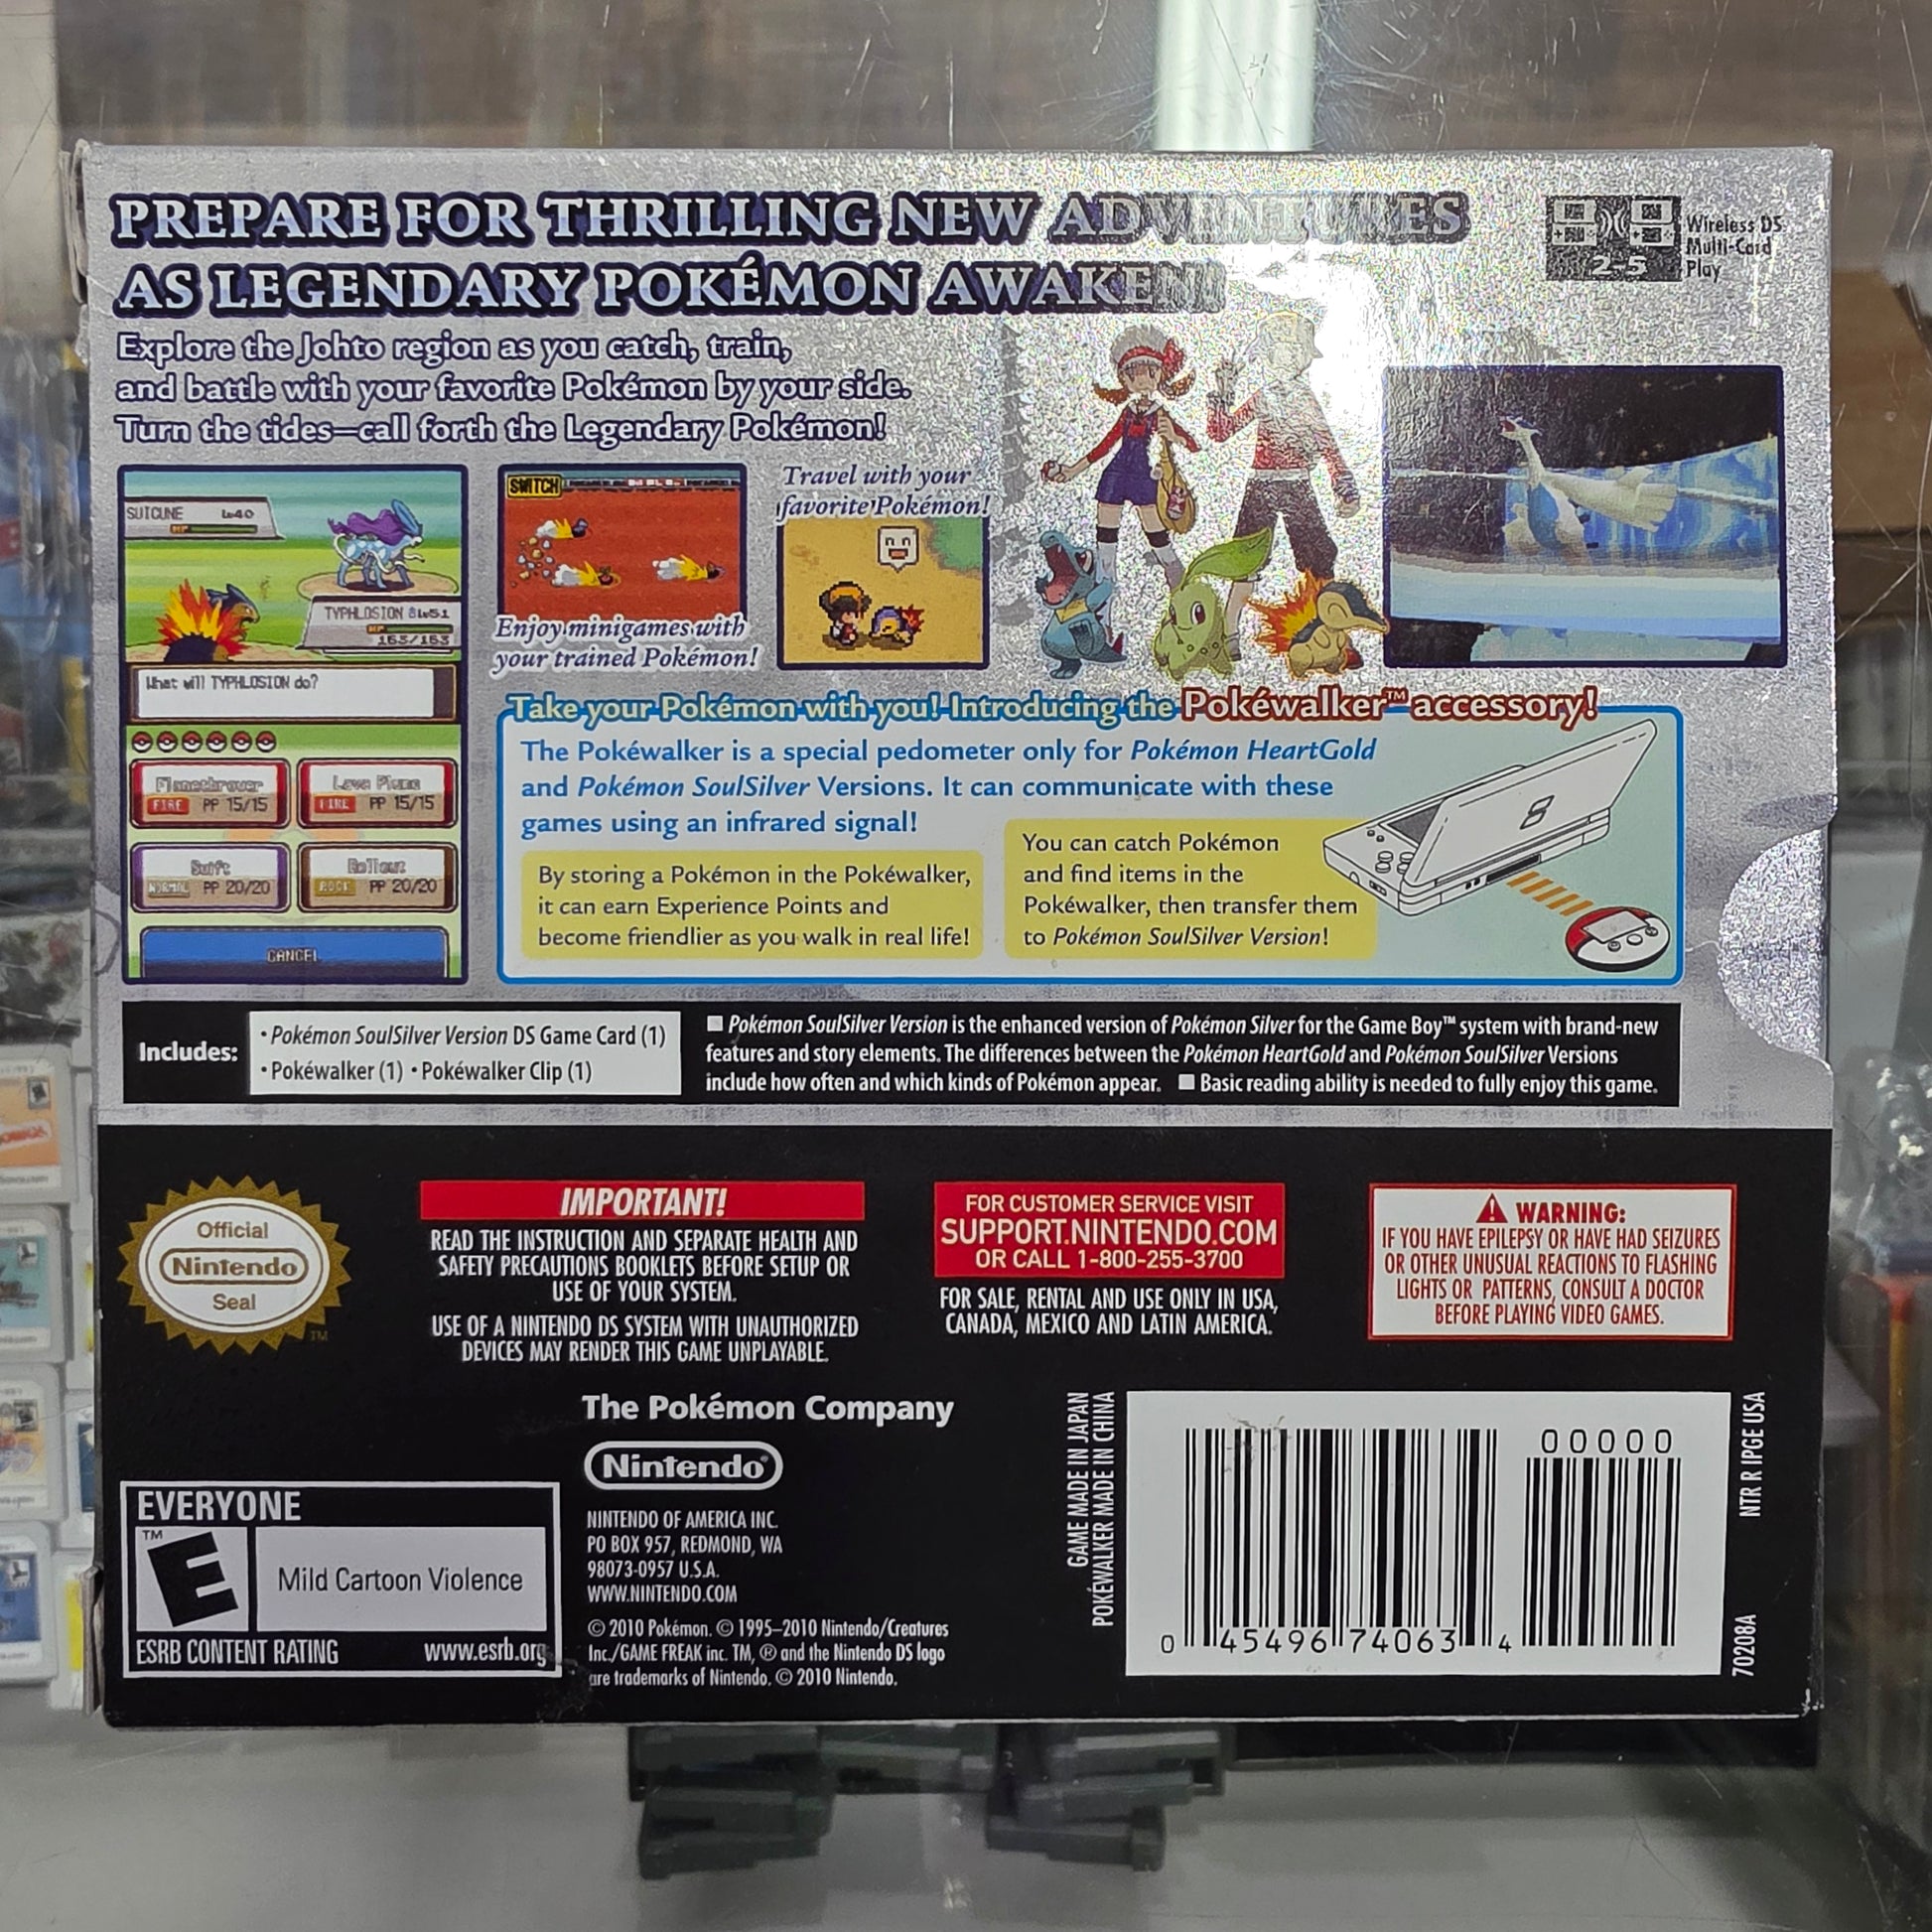 PREPARE FOR THRILLING NEW ADVENTURES
AS LEGENDARY POKÉMON AWAKEN!
Wireless DS
Multi-Card
Play
2-5
Explore the Johto region as you catch, train,
and battle with your favorite Pokémon by your side.
Turn the tides—call forth the Legendary Pokémon!
SUICUNE Lv40
HP
TYPHLOSION ♂Lv51
HP
163/163
What will TYPHLOSION do?
Flamethrower
FIRE PP 15/15
Lava Plume
FIRE PP 15/15
Swift
NORMAL PP 20/20
Rollout
ROCK PP 20/20
CANCEL
SWITCH
Enjoy minigames with
your trained Pokémon!
Travel with your
favorite Pokémon!
Take your Pokémon with you! Introducing the Pokéwalker™ accessory!
The Pokéwalker is a special pedometer only for Pokémon HeartGold
and Pokémon SoulSilver Versions. It can communicate with these
games using an infrared signal!
By storing a Pokémon in the Pokéwalker,
it can earn Experience Points and
become friendlier as you walk in real life!
You can catch Pokémon
and find items in the
Pokéwalker, then transfer them
to Pokémon SoulSilver Version!
Includes:
• Pokémon SoulSilver Version DS Game Card (1)
• Pokéwalker (1) • Pokéwalker Clip (1)
■ Pokémon SoulSilver Version is the enhanced version of Pokémon Silver for the Game Boy™ system with brand-new
features and story elements. The differences between the Pokémon HeartGold and Pokémon SoulSilver Versions
include how often and which kinds of Pokémon appear. ■ Basic reading ability is needed to fully enjoy this game.
Official
Nintendo
Seal
TM
IMPORTANT!
READ THE INSTRUCTION AND SEPARATE HEALTH AND
SAFETY PRECAUTIONS BOOKLETS BEFORE SETUP OR
USE OF YOUR SYSTEM.
USE OF A NINTENDO DS SYSTEM WITH UNAUTHORIZED
DEVICES MAY RENDER THIS GAME UNPLAYABLE.
FOR CUSTOMER SERVICE VISIT
SUPPORT.NINTENDO.COM
OR CALL 1-800-255-3700
FOR SALE, RENTAL AND USE ONLY IN USA,
CANADA, MEXICO AND LATIN AMERICA.
WARNING:
IF YOU HAVE EPILEPSY OR HAVE HAD SEIZURES
OR OTHER UNUSUAL REACTIONS TO FLASHING
LIGHTS OR PATTERNS, CONSULT A DOCTOR
BEFORE PLAYING VIDEO GAMES.
The Pokémon Company
Nintendo®
NINTENDO OF AMERICA INC.
PO BOX 957, REDMOND, WA
98073-0957 U.S.A.
WWW.NINTENDO.COM
© 2010 Pokémon. © 1995–2010 Nintendo/Creatures
Inc./GAME FREAK inc. TM, ® and the Nintendo DS logo
are trademarks of Nintendo. © 2010 Nintendo.
EVERYONE
TM
E
Mild Cartoon Violence
ESRB CONTENT RATING www.esrb.org
GAME MADE IN JAPAN
POKÉWALKER MADE IN CHINA
00000
0 45496 74063 4
NTR R IPGE USA
70208A